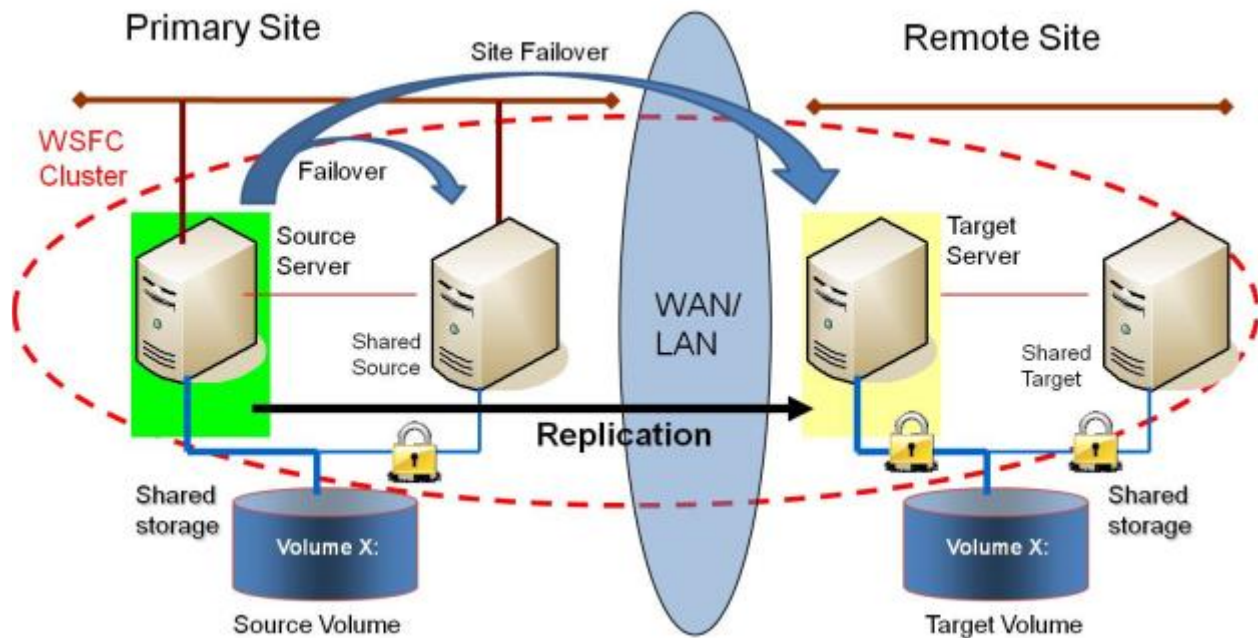 Primary Site
Remote Site
Site Failover
WSFC
Cluster
Failover
Source
Server
Target
Server
WAN/
LAN
Shared
Source
Shared
Target
Replication
Shared
storage
Shared
storage
Volume X:
Volume X:
Source Volume
Target Volume